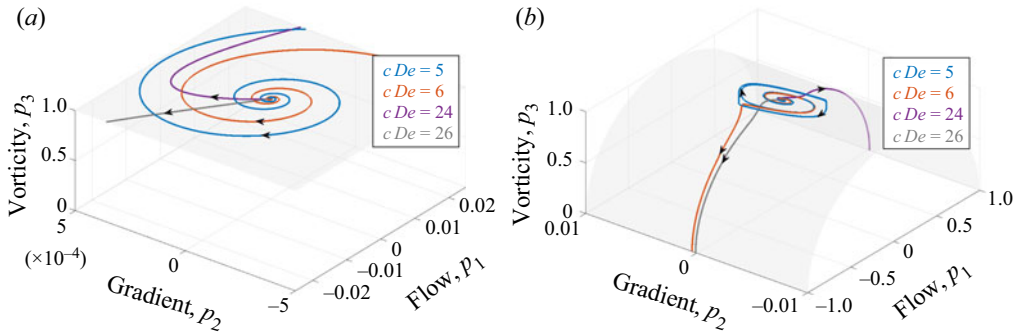 (a)
c De = 5
c De = 6
c De = 24
c De = 26
Vorticity, p3
1.0
0.5
0
5
(×10−4)
0
−5
Gradient, p2
0.02
0.01
0
−0.01
−0.02
Flow, p1
(b)
c De = 5
c De = 6
c De = 24
c De = 26
Vorticity, p3
1.0
0.5
0
0.01
0
−0.01
Gradient, p2
1.0
0.5
0
−0.5
−1.0
Flow, p1